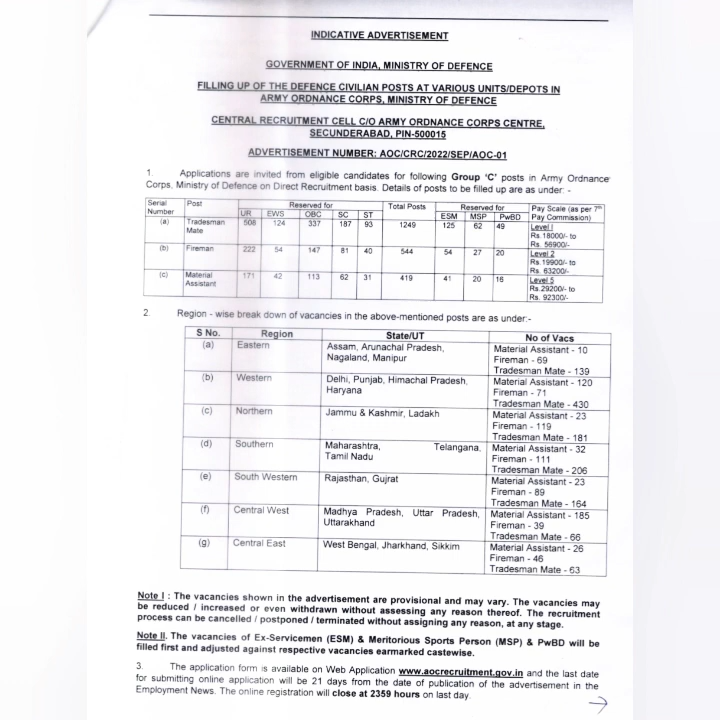 INDICATIVE ADVERTISEMENT
GOVERNMENT OF INDIA, MINISTRY OF DEFENCE
FILLING UP OF THE DEFENCE CIVILIAN POSTS AT VARIOUS UNITS/DEPOTS IN
ARMY ORDNANCE CORPS, MINISTRY OF DEFENCE
CENTRAL RECRUITMENT CELL C/O ARMY ORDNANCE CORPS CENTRE,
SECUNDERABAD, PIN-500015
ADVERTISEMENT NUMBER: AOC/CRC/2022/SEP/AOC-01
1. Applications are invited from eligible candidates for following Group 'C' posts in Army Ordnance
Corps, Ministry of Defence on Direct Recruitment basis. Details of posts to be filled up are as under: -
Serial Number Post Reserved for Total Posts Reserved for Pay Scale (as per 7th Pay Commission)
UR EWS OBC SC ST ESM MSP PwBD
(a) Tradesman Mate 508 124 337 187 93 1249 125 62 49 Level I Rs. 18000/- to Rs. 56900/-
(b) Fireman 222 54 147 81 40 544 54 27 20 Level 2 Rs. 19900/- to Rs. 63200/-
(c) Material Assistant 171 42 113 62 31 419 41 20 16 Level 5 Rs.29200/- to Rs. 92300/-
2. Region - wise break down of vacancies in the above-mentioned posts are as under:-
S No. Region State/UT No of Vacs
(a) Eastern Assam, Arunachal Pradesh, Material Assistant - 10
Nagaland, Manipur Fireman - 69
Tradesman Mate - 139
(b) Western Delhi, Punjab, Himachal Pradesh, Material Assistant - 120
Haryana Fireman - 71
Tradesman Mate - 430
(c) Northern Jammu & Kashmir, Ladakh Material Assistant - 23
Fireman - 119
Tradesman Mate - 181
(d) Southern Maharashtra, Telangana, Material Assistant - 32
Tamil Nadu Fireman - 111
Tradesman Mate - 206
(e) South Western Rajasthan, Gujrat Material Assistant - 23
Fireman - 89
Tradesman Mate - 164
(f) Central West Madhya Pradesh, Uttar Pradesh, Material Assistant - 185
Uttarakhand Fireman - 39
Tradesman Mate - 66
(g) Central East West Bengal, Jharkhand, Sikkim Material Assistant - 26
Fireman - 46
Tradesman Mate - 63
Note I : The vacancies shown in the advertisement are provisional and may vary. The vacancies may
be reduced / increased or even withdrawn without assessing any reason thereof. The recruitment
process can be cancelled / postponed / terminated without assigning any reason, at any stage.
Note II. The vacancies of Ex-Servicemen (ESM) & Meritorious Sports Person (MSP) & PwBD will be
filled first and adjusted against respective vacancies earmarked castewise.
3. The application form is available on Web Application www.aocrecruitment.gov.in and the last date
for submitting online application will be 21 days from the date of publication of the advertisement in the
Employment News. The online registration will close at 2359 hours on last day.